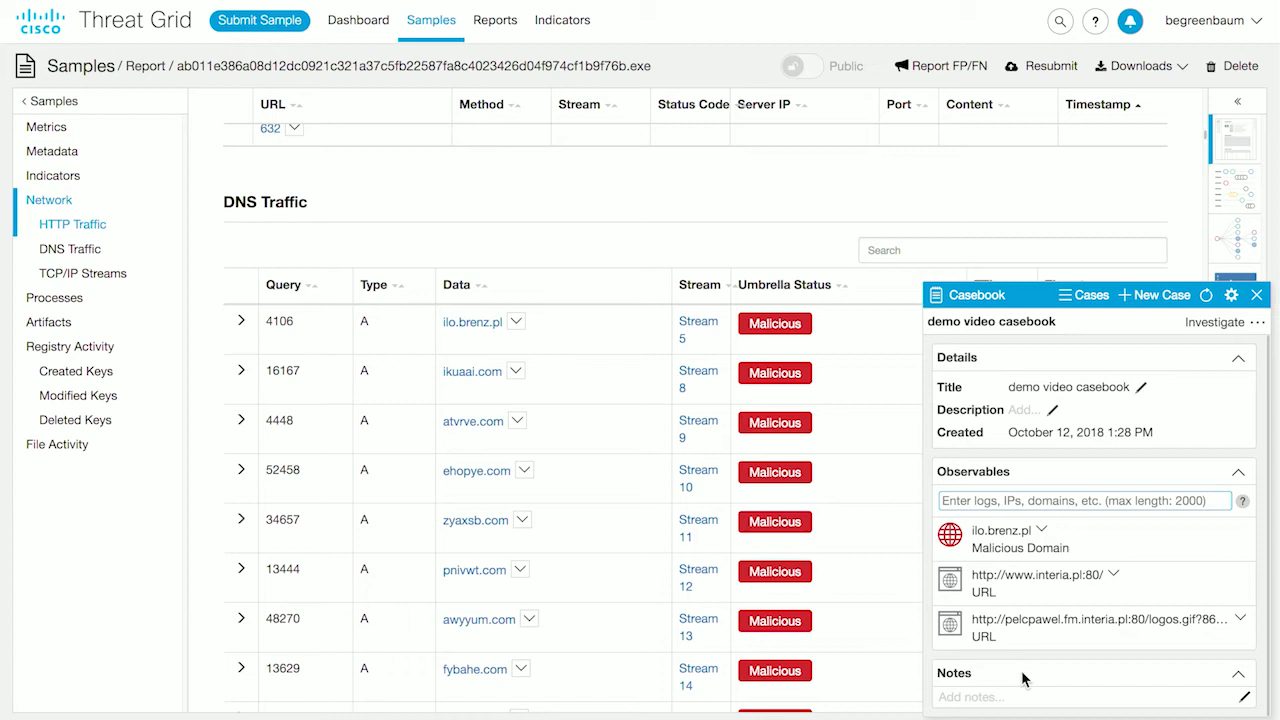 CISCO
Threat Grid
Submit Sample
Dashboard
Samples
Reports
Indicators
?
begreenbaum
Samples / Report / ab011e386a08d12dc0921c321a37c5fb22587fa8c4023426d04f974cf1b9f76b.exe
Public
Report FP/FN
Resubmit
Downloads
Delete
Samples
Metrics
Metadata
Indicators
Network
HTTP Traffic
DNS Traffic
TCP/IP Streams
Processes
Artifacts
Registry Activity
Created Keys
Modified Keys
Deleted Keys
File Activity
URL Method Stream Status Code Server IP Port Content Timestamp
632
DNS Traffic
Search
Query Type Data Stream Umbrella Status
4106 A ilo.brenz.pl Stream 5 Malicious
16167 A ikuaai.com Stream 8 Malicious
4448 A atvrve.com Stream 9 Malicious
52458 A ehopye.com Stream 10 Malicious
34657 A zyaxsb.com Stream 11 Malicious
13444 A pnivwt.com Stream 12 Malicious
48270 A awyyum.com Stream 13 Malicious
13629 A fybahe.com Stream 14 Malicious
Casebook
Cases
New Case
demo video casebook
Investigate
Details
Title demo video casebook
Description Add...
Created October 12, 2018 1:28 PM
Observables
Enter logs, IPs, domains, etc. (max length: 2000)
?
ilo.brenz.pl
Malicious Domain
http://www.interia.pl:80/
URL
http://pelcpawel.fm.interia.pl:80/logos.gif?86...
URL
Notes
Add notes...